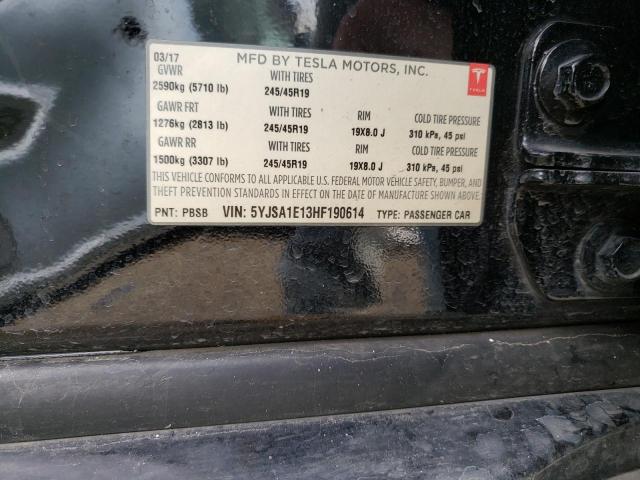 03/17 MFD BY TESLA MOTORS, INC. TESLA
GVWR WITH TIRES
2590kg (5710 lb) 245/45R19
GAWR FRT WITH TIRES RIM COLD TIRE PRESSURE
1276kg (2813 lb) 245/45R19 19X8.0 J 310 kPa, 45 psi
GAWR RR WITH TIRES RIM COLD TIRE PRESSURE
1500kg (3307 lb) 245/45R19 19X8.0 J 310 kPa, 45 psi
THIS VEHICLE CONFORMS TO ALL APPLICABLE U.S. FEDERAL MOTOR VEHICLE SAFETY, BUMPER, AND
THEFT PREVENTION STANDARDS IN EFFECT ON THE DATE OF MANUFACTURE SHOWN ABOVE.
PNT: PBSB VIN: 5YJSA1E13HF190614 TYPE: PASSENGER CAR